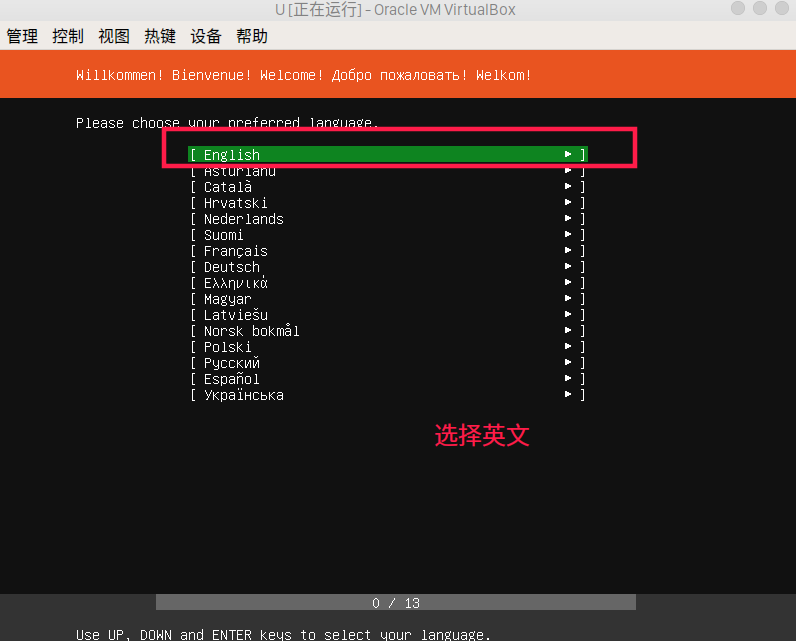 U [正在运行] - Oracle VM VirtualBox
管理 控制 视图 热键 设备 帮助
Willkommen! Bienvenue! Welcome! Добро пожаловать! Welkom!
Please choose your preferred language.
[ English ▸ ]
[ Asturianu ▸ ]
[ Català ▸ ]
[ Hrvatski ▸ ]
[ Nederlands ▸ ]
[ Suomi ▸ ]
[ Français ▸ ]
[ Deutsch ▸ ]
[ Ελληνικά ▸ ]
[ Magyar ▸ ]
[ Latviešu ▸ ]
[ Norsk bokmål ▸ ]
[ Polski ▸ ]
[ Русский ▸ ]
[ Español ▸ ]
[ Українська ▸ ]
选择英文
0 / 13
Use UP, DOWN and ENTER keys to select your language.